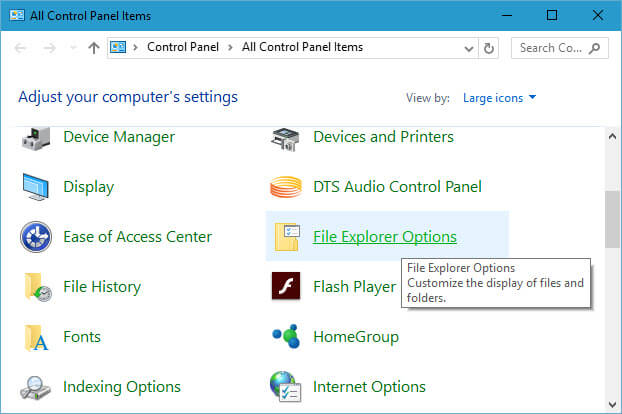 All Control Panel Items
Control Panel > All Control Panel Items
Search Co...
Adjust your computer's settings
View by: Large icons
Device Manager
Devices and Printers
Display
DTS Audio Control Panel
Ease of Access Center
File Explorer Options
File Explorer Options
Customize the display of files and
folders.
File History
Flash Player
Fonts
HomeGroup
Indexing Options
Internet Options